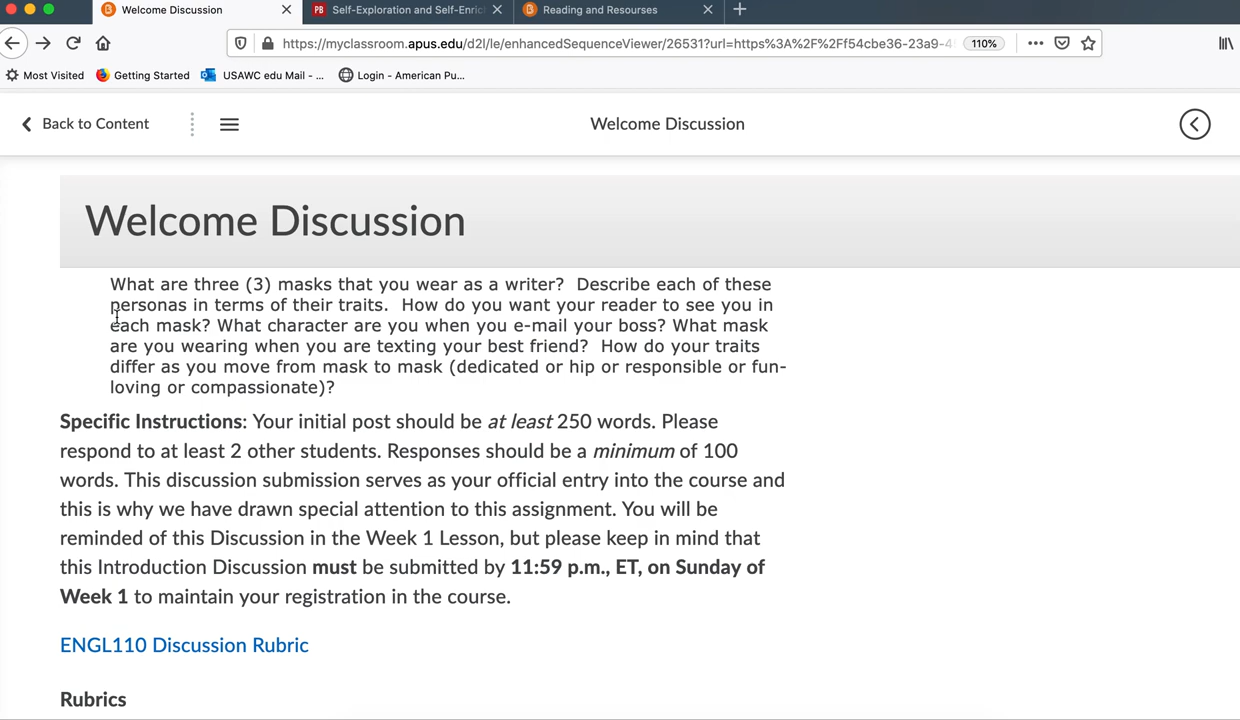 Welcome Discussion
Self-Exploration and Self-Enric
Reading and Resourses
https://myclassroom.apus.edu/d2l/le/enhancedSequenceViewer/26531?url=https%3A%2F%2Ff54cbe36-23a9-4
110%
Most Visited
Getting Started
USAWC edu Mail - ...
Login - American Pu...
Back to Content
Welcome Discussion
Welcome Discussion
What are three (3) masks that you wear as a writer?  Describe each of these
personas in terms of their traits.  How do you want your reader to see you in
each mask? What character are you when you e-mail your boss? What mask
are you wearing when you are texting your best friend?  How do your traits
differ as you move from mask to mask (dedicated or hip or responsible or fun-
loving or compassionate)?
Specific Instructions: Your initial post should be at least 250 words. Please
respond to at least 2 other students. Responses should be a minimum of 100
words. This discussion submission serves as your official entry into the course and
this is why we have drawn special attention to this assignment. You will be
reminded of this Discussion in the Week 1 Lesson, but please keep in mind that
this Introduction Discussion must be submitted by 11:59 p.m., ET, on Sunday of
Week 1 to maintain your registration in the course.
ENGL110 Discussion Rubric
Rubrics